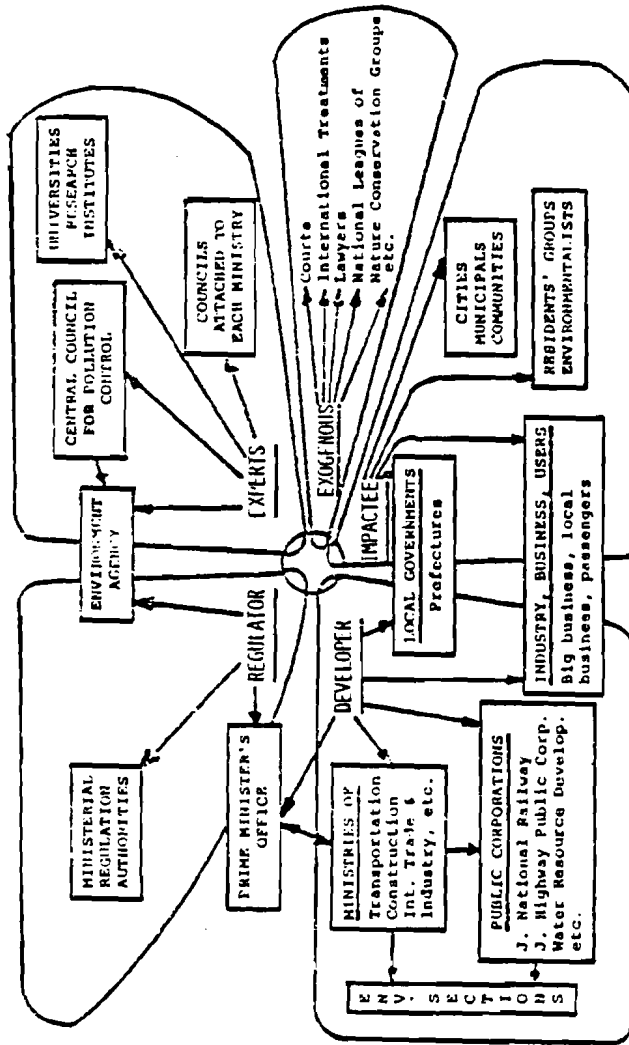 MINISTERIAL
REGULATION
AUTHORITIES
ENVIRONMENT
AGENCY
CENTRAL COUNCIL
FOR POLLUTION
CONTROL
UNIVERSITIES
RESEARCH
INSTITUTES
COUNCILS
ATTACHED TO
EACH MINISTRY
PRIME MINISTER'S
OFFICE
REGULATOR
EXPERTS
EXOGENOUS
Courts
International Treatments
Lawyers
National Leagues of
Nature Conservation Groups
etc.
DEVELOPER
IMPACTEE
MINISTRIES OF
Transportation
Construction
Int. Trade &
Industry, etc.
LOCAL GOVERNMENTS
Prefectures
CITIES
MUNICIPALS
COMMUNITIES
ENV. SECTIONS
PUBLIC CORPORATIONS
J. National Railway
J. Highway Public Corp.
Water Resource Develop.
etc.
INDUSTRY, BUSINESS, USERS
Big business, local
business, passengers
RESIDENTS' GROUPS
ENVIRONMENTALISTS